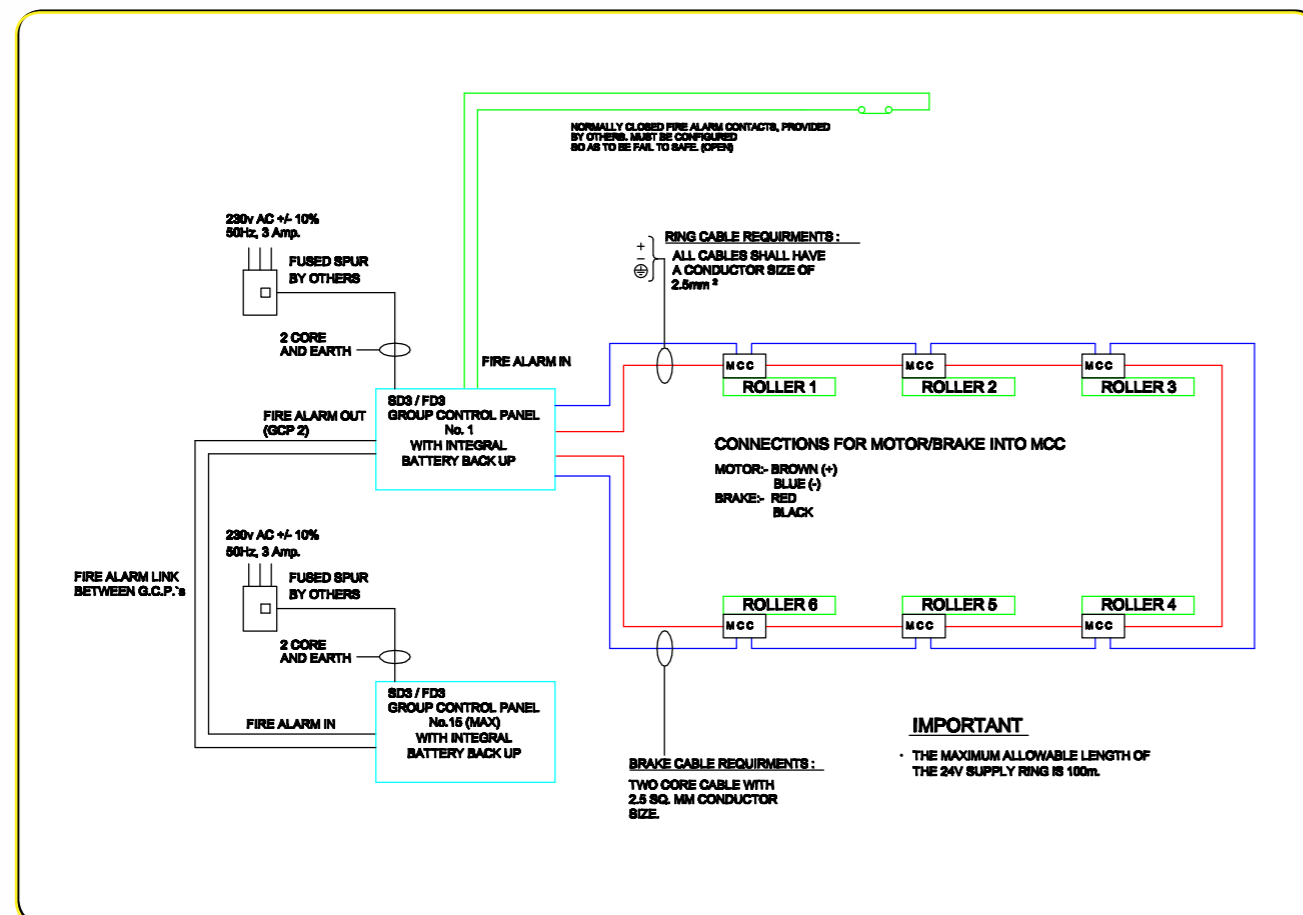 NORMALLY CLOSED FIRE ALARM CONTACTS, PROVIDED
BY OTHERS. MUST BE CONFIGURED
SO AS TO BE FAIL TO SAFE. (OPEN)
230v AC +/- 10%
50Hz, 3 Amp.
FUSED SPUR
BY OTHERS
2 CORE
AND EARTH
FIRE ALARM IN
+
-
RING CABLE REQUIRMENTS :
ALL CABLES SHALL HAVE
A CONDUCTOR SIZE OF
2.5mm ²
MCC
ROLLER 1
MCC
ROLLER 2
MCC
ROLLER 3
FIRE ALARM OUT
(GCP 2)
SD3 / FD3
GROUP CONTROL PANEL
No. 1
WITH INTEGRAL
BATTERY BACK UP
CONNECTIONS FOR MOTOR/BRAKE INTO MCC
MOTOR:- BROWN (+)
BLUE (-)
BRAKE:- RED
BLACK
230v AC +/- 10%
50Hz, 3 Amp.
FUSED SPUR
BY OTHERS
FIRE ALARM LINK
BETWEEN G.C.P.`s
2 CORE
AND EARTH
ROLLER 6
MCC
ROLLER 5
MCC
ROLLER 4
MCC
SD3 / FD3
GROUP CONTROL PANEL
No.15 (MAX)
WITH INTEGRAL
BATTERY BACK UP
FIRE ALARM IN
BRAKE CABLE REQUIRMENTS :
TWO CORE CABLE WITH
2.5 SQ. MM CONDUCTOR
SIZE.
IMPORTANT
· THE MAXIMUM ALLOWABLE LENGTH OF
THE 24V SUPPLY RING IS 100m.